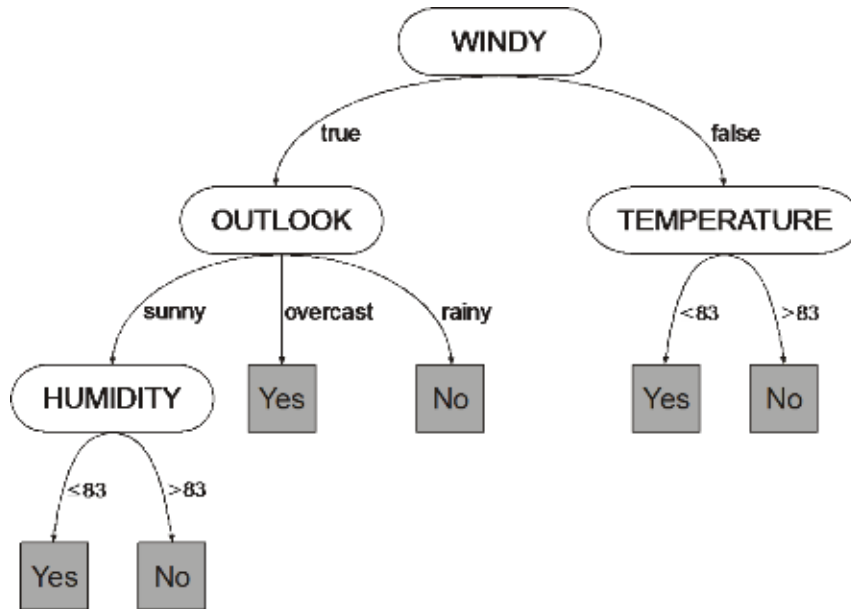 WINDY
true
false
OUTLOOK
TEMPERATURE
sunny
overcast
rainy
≤83
>83
HUMIDITY
Yes
No
Yes
No
≤83
>83
Yes
No